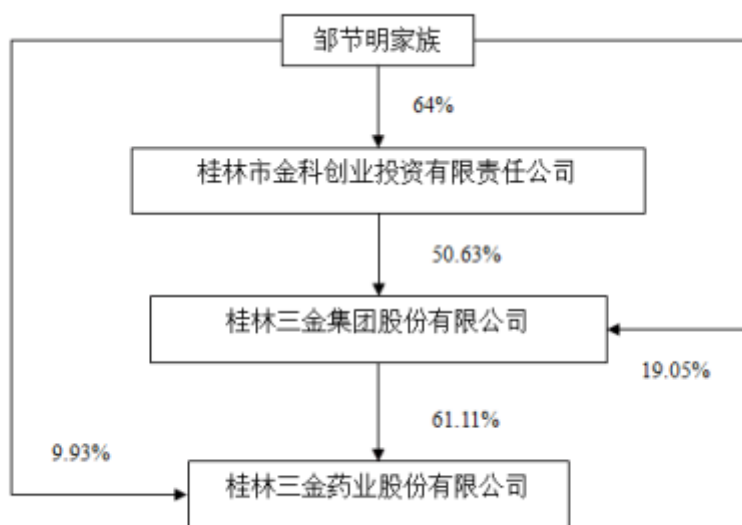 邹节明家族
64%
桂林市金科创业投资有限责任公司
50.63%
桂林三金集团股份有限公司
19.05%
61.11%
9.93%
桂林三金药业股份有限公司